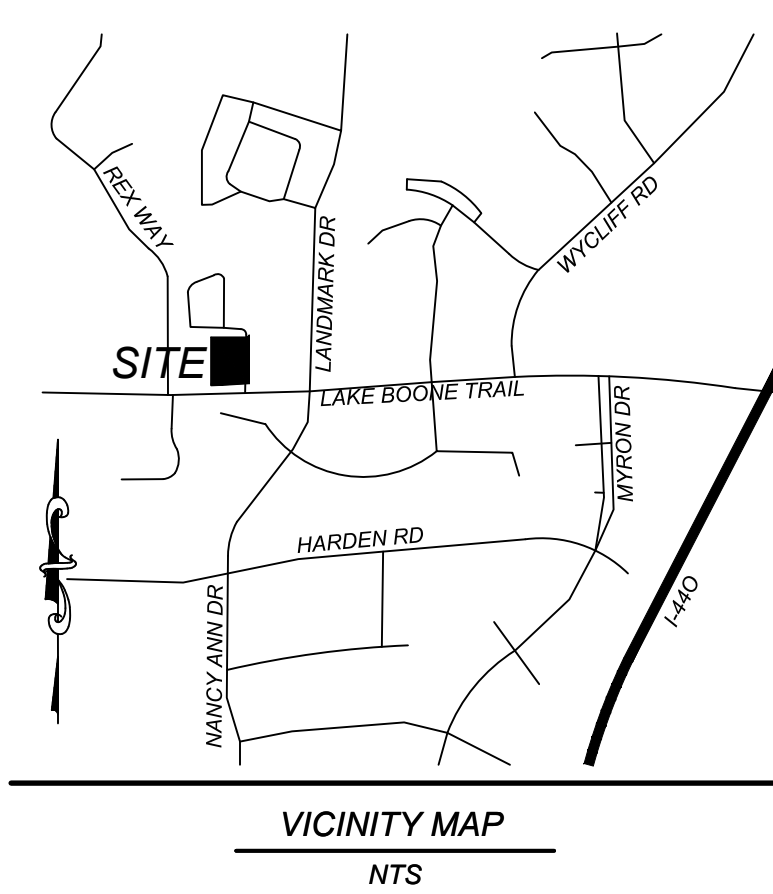 REX WAY
LANDMARK DR
WYCLIFF RD
SITE
LAKE BOONE TRAIL
MYRON DR
HARDEN RD
NANCY ANN DR
I-440
VICINITY MAP
NTS